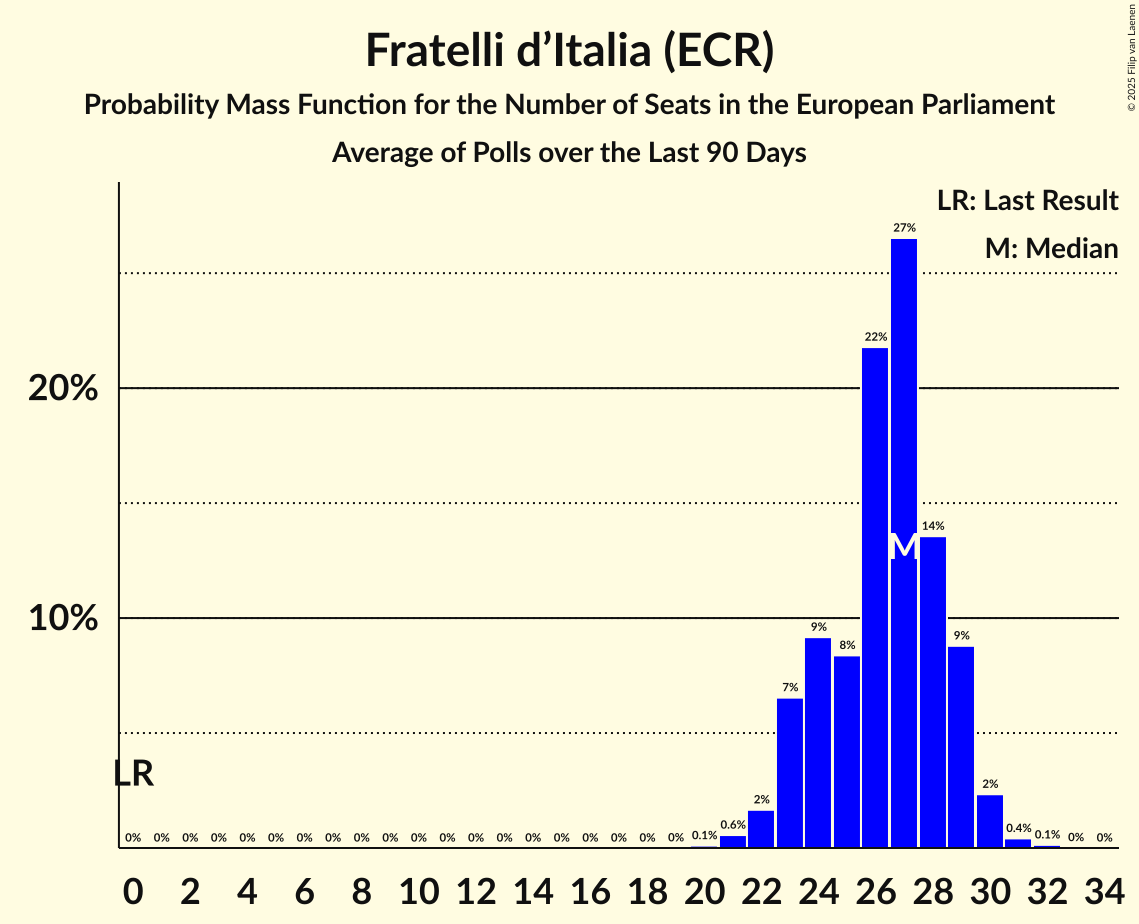 Fratelli d’Italia (ECR)
Probability Mass Function for the Number of Seats in the European Parliament
Average of Polls over the Last 90 Days
© 2025 Filip van Laenen
LR: Last Result
M: Median
27%
22%
20%
14%
M
10%
9%
9%
8%
7%
LR
2%
2%
0% 0% 0% 0% 0% 0% 0% 0% 0% 0% 0% 0% 0% 0% 0% 0% 0% 0% 0% 0% 0.1% 0.6% 0.4% 0.1% 0% 0%
0 2 4 6 8 10 12 14 16 18 20 22 24 26 28 30 32 34